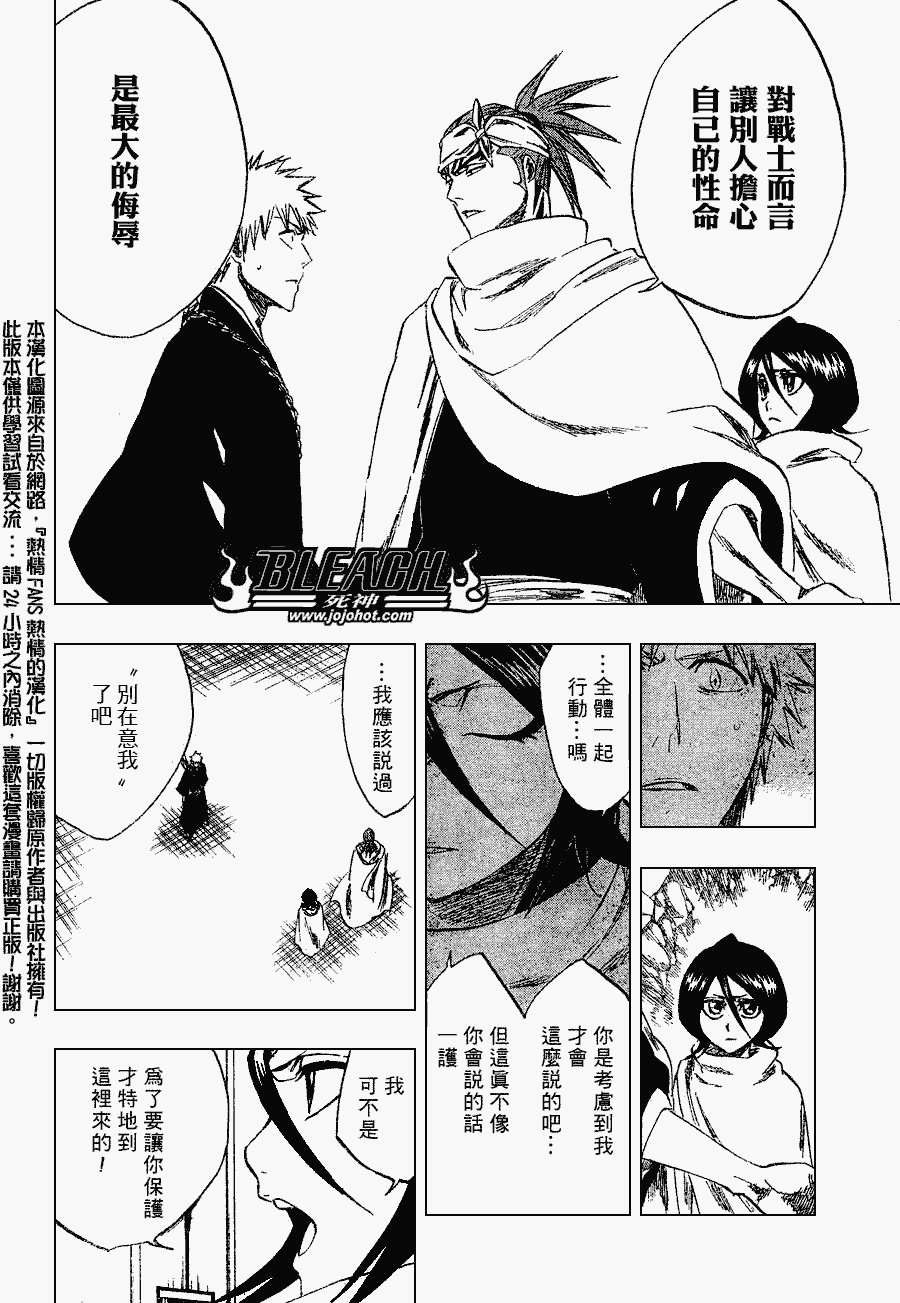 對戰士而言
讓別人擔心
自己的性命
是最大的侮辱
BLEACH
死神
www.jojohot.com
…全體一起
行動…嗎
你是考慮到我
才會
這麼說的吧…
但這真不像
你會說的話
一護
…我應該說過
"別在意我"
了吧
我
可不是
為了要讓你保護
才特地到
這裡來的！
本漢化圖源來自於網路，『熱情FANS 熱情的漢化』一切版權歸原作者與出版社擁有！
此版本僅供學習試看交流…請24小時之內消除，喜歡這套漫畫請購買正版！謝謝。